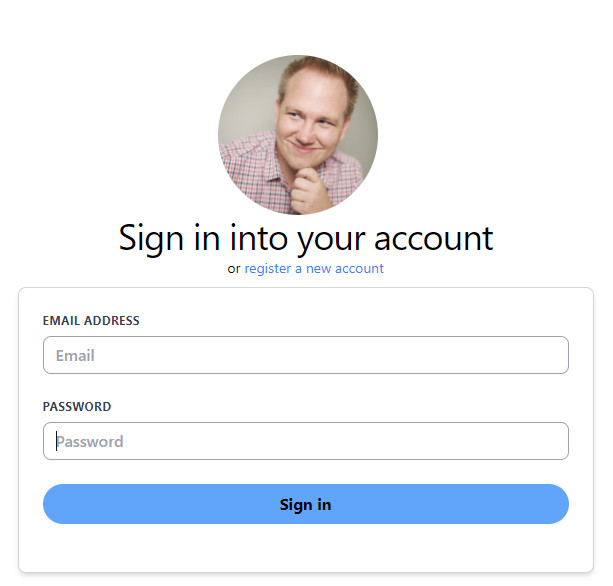 Sign in into your account
or register a new account
EMAIL ADDRESS
Email
PASSWORD
Password
Sign in